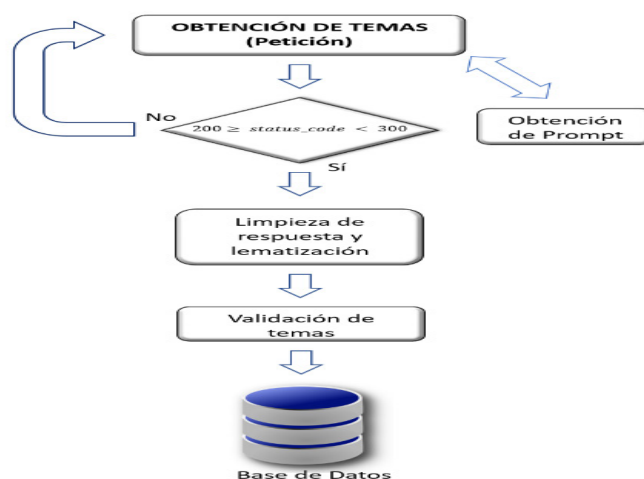 OBTENCIÓN DE TEMAS
(Petición)
No
200 ≥ status_code < 300
Obtención
de Prompt
Sí
Limpieza de
respuesta y
lematización
Validación de
temas
Base de Datos